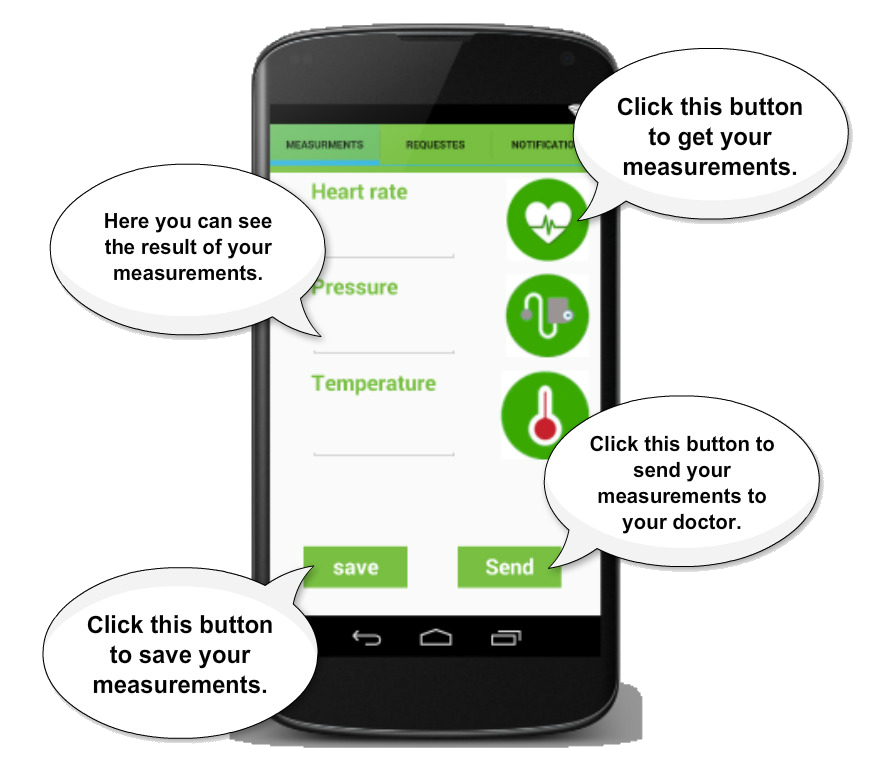 Click this button
to get your
measurements.
MEASURMENTS REQUESTES NOTIFICATIO
Heart rate
Here you can see
the result of your
measurements.
Pressure
Temperature
Click this button to
send your
measurements to
your doctor.
save Send
Click this button
to save your
measurements.